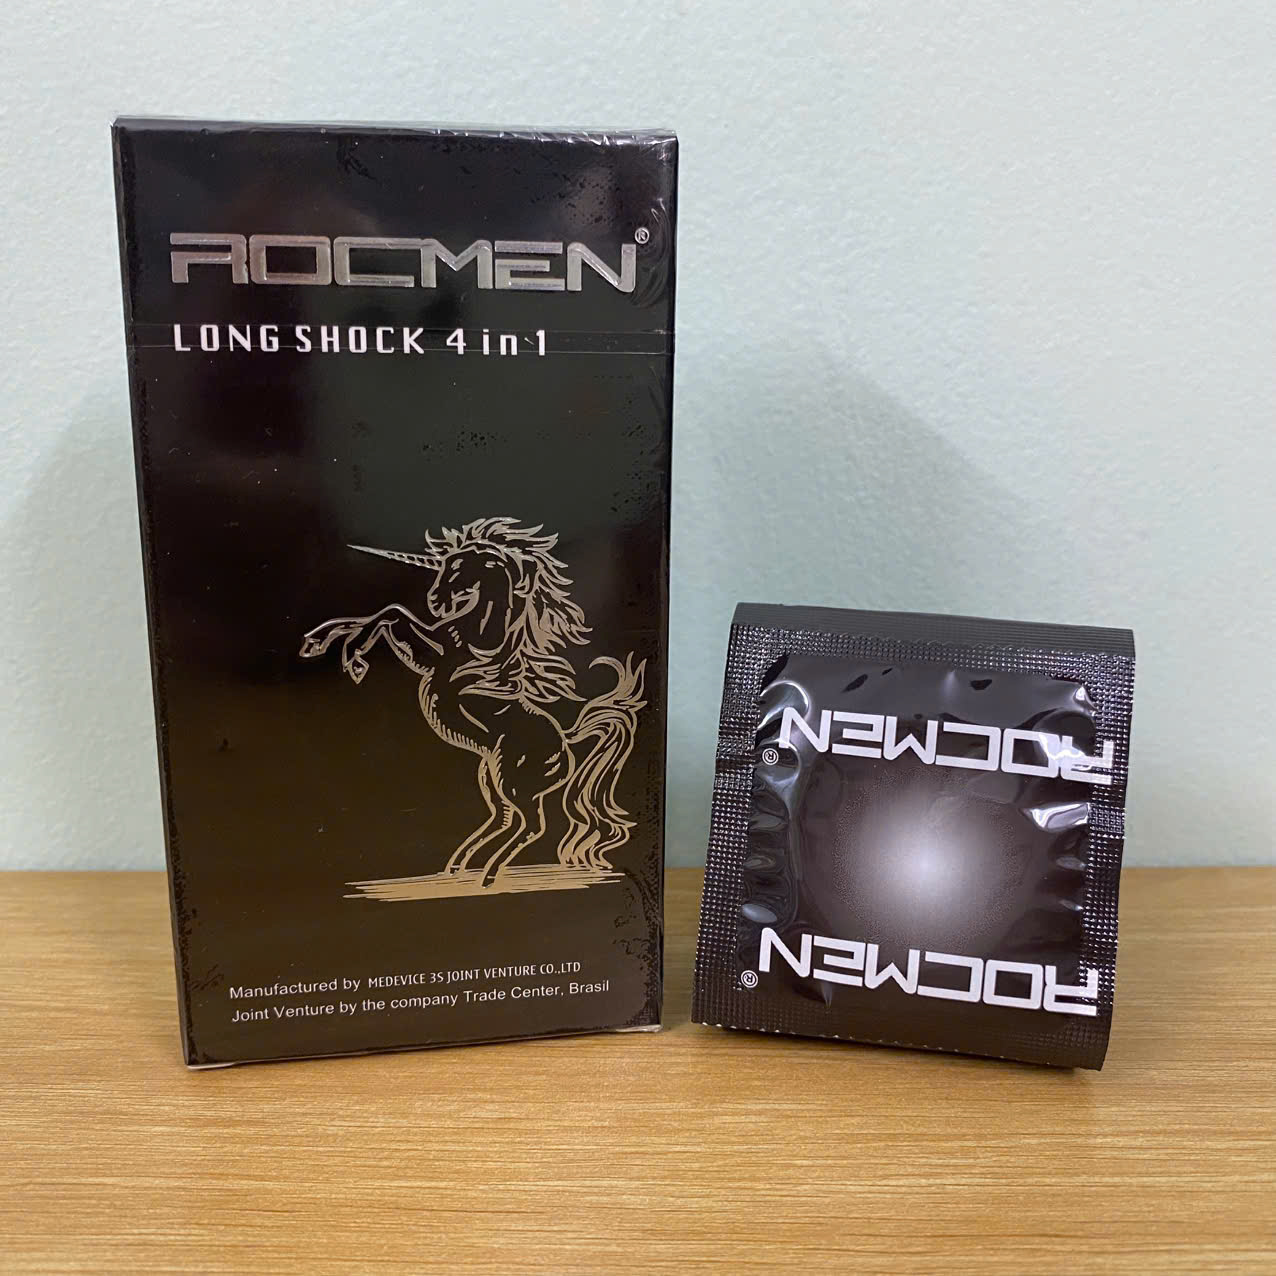 ROCMEN®
LONG SHOCK 4 in 1
Manufactured by MEDEVICE 3S JOINT VENTURE CO.,LTD
Joint Venture by the company Trade Center, Brasil
ROCMEN®
ROCMEN®